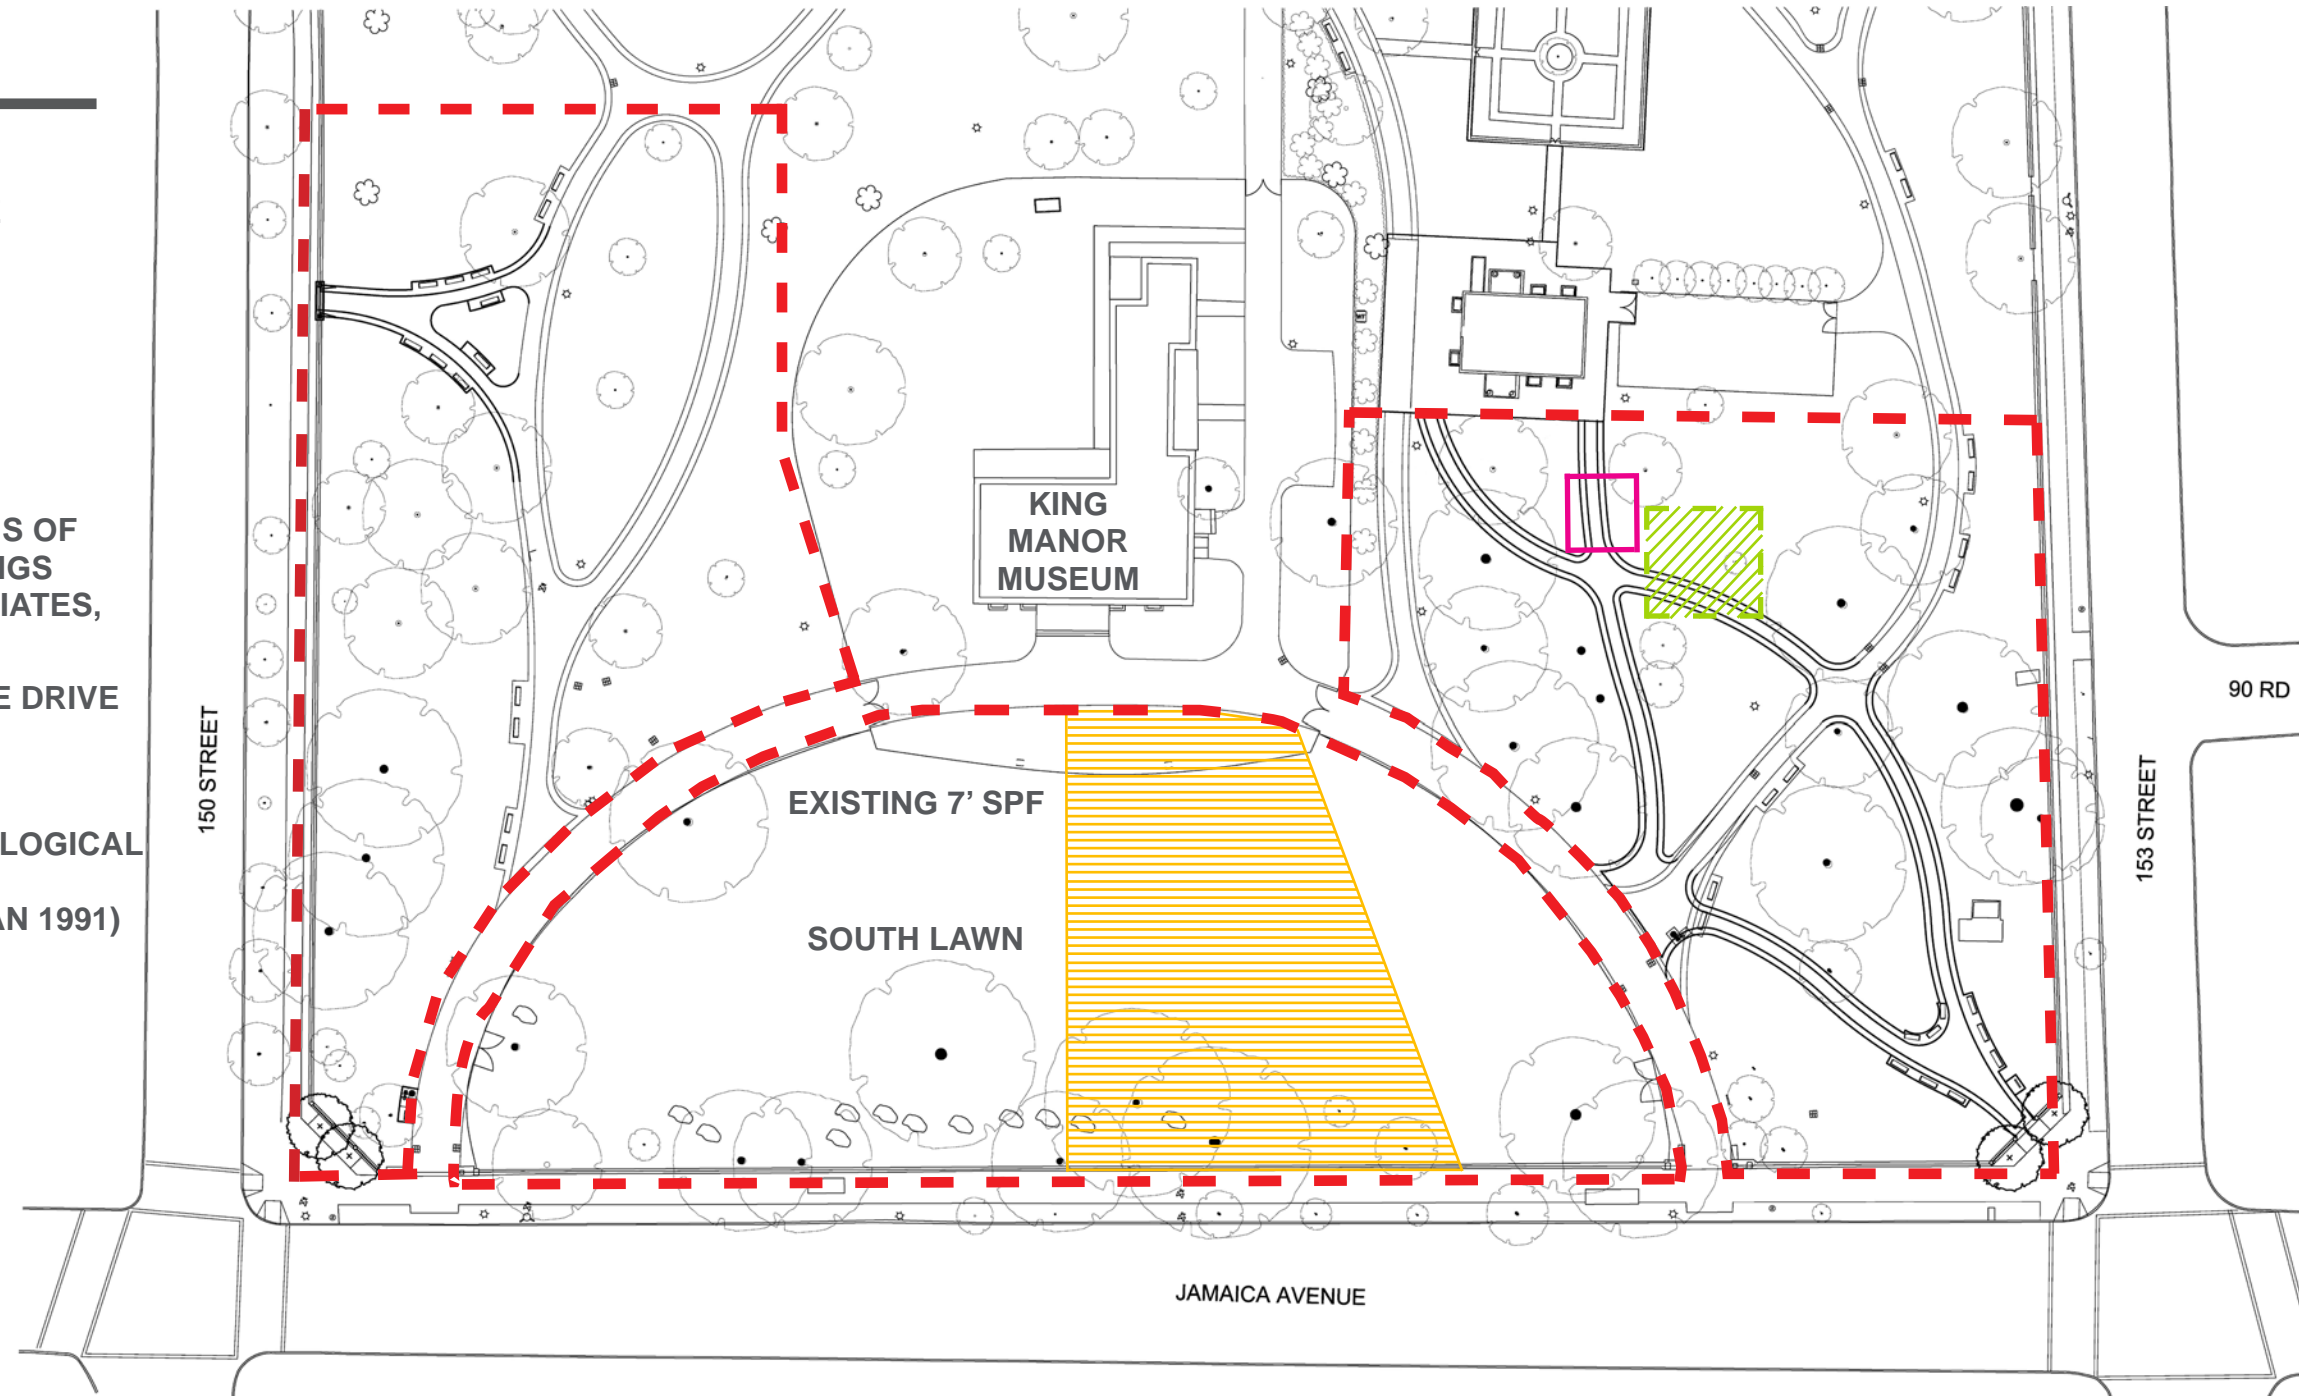 S OF
IGS
IATES,
E DRIVE
LOGICAL
AN 1991)
150 STREET
KING
MANOR
MUSEUM
EXISTING 7’ SPF
SOUTH LAWN
90 RD
153 STREET
JAMAICA AVENUE